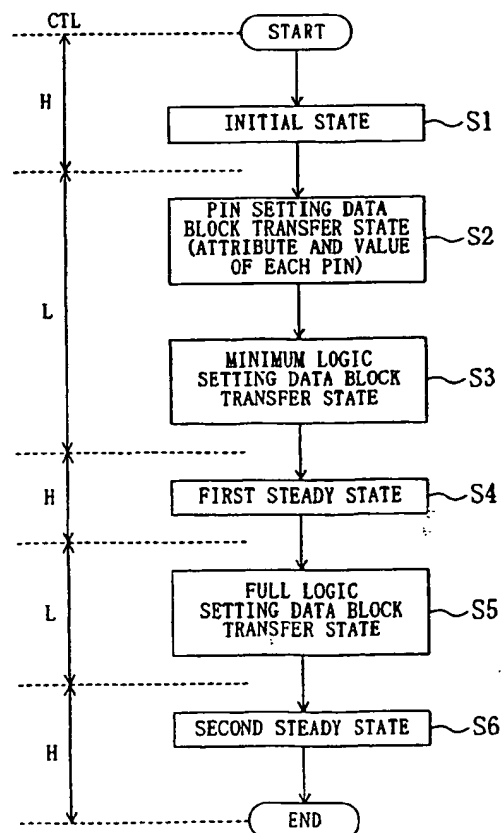 CTL
START
H
INITIAL STATE
S1
PIN SETTING DATA
BLOCK TRANSFER STATE
(ATTRIBUTE AND VALUE
OF EACH PIN)
S2
L
MINIMUM LOGIC
SETTING DATA BLOCK
TRANSFER STATE
S3
H
FIRST STEADY STATE
S4
L
FULL LOGIC
SETTING DATA BLOCK
TRANSFER STATE
S5
H
SECOND STEADY STATE
S6
END